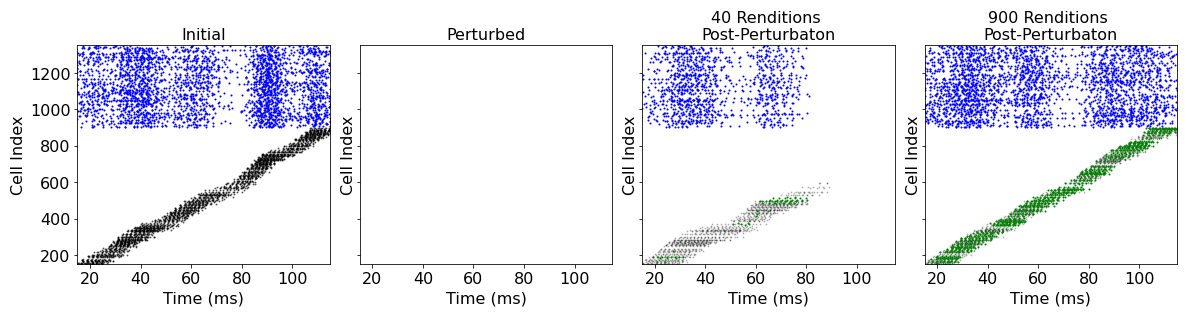 Initial
Cell Index
1200
1000
800
600
400
200
20 40 60 80 100
Time (ms)
Perturbed
Cell Index
20 40 60 80 100
Time (ms)
40 Renditions
Post-Perturbaton
Cell Index
20 40 60 80 100
Time (ms)
900 Renditions
Post-Perturbaton
Cell Index
20 40 60 80 100
Time (ms)